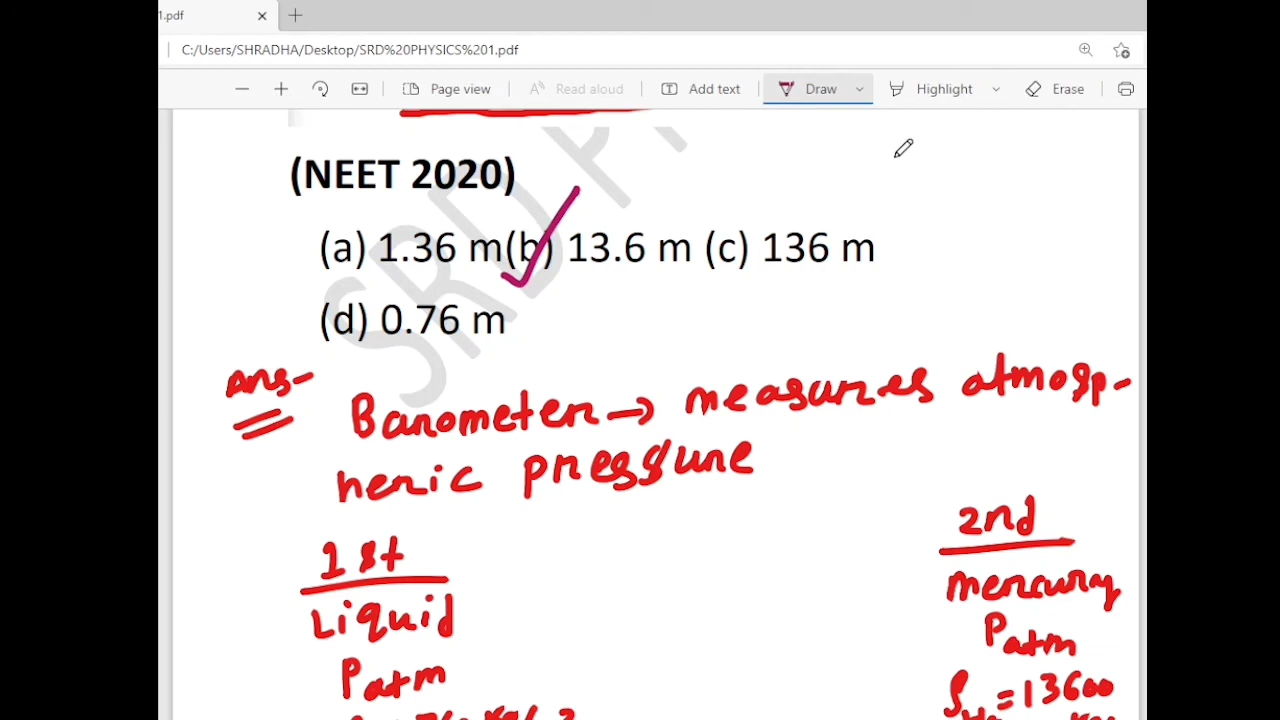 1.pdf
C:/Users/SHRADHA/Desktop/SRD%20PHYSICS%201.pdf
Page view Read aloud Add text Draw Highlight Erase
(NEET 2020)
(a) 1.36 m(b) 13.6 m (c) 136 m
(d) 0.76 m
Ans-
Barometer → measures atmosp-
heric pressure
1st
2nd
Liquid
mercury
Patm
Patm
= 13600
SRD P